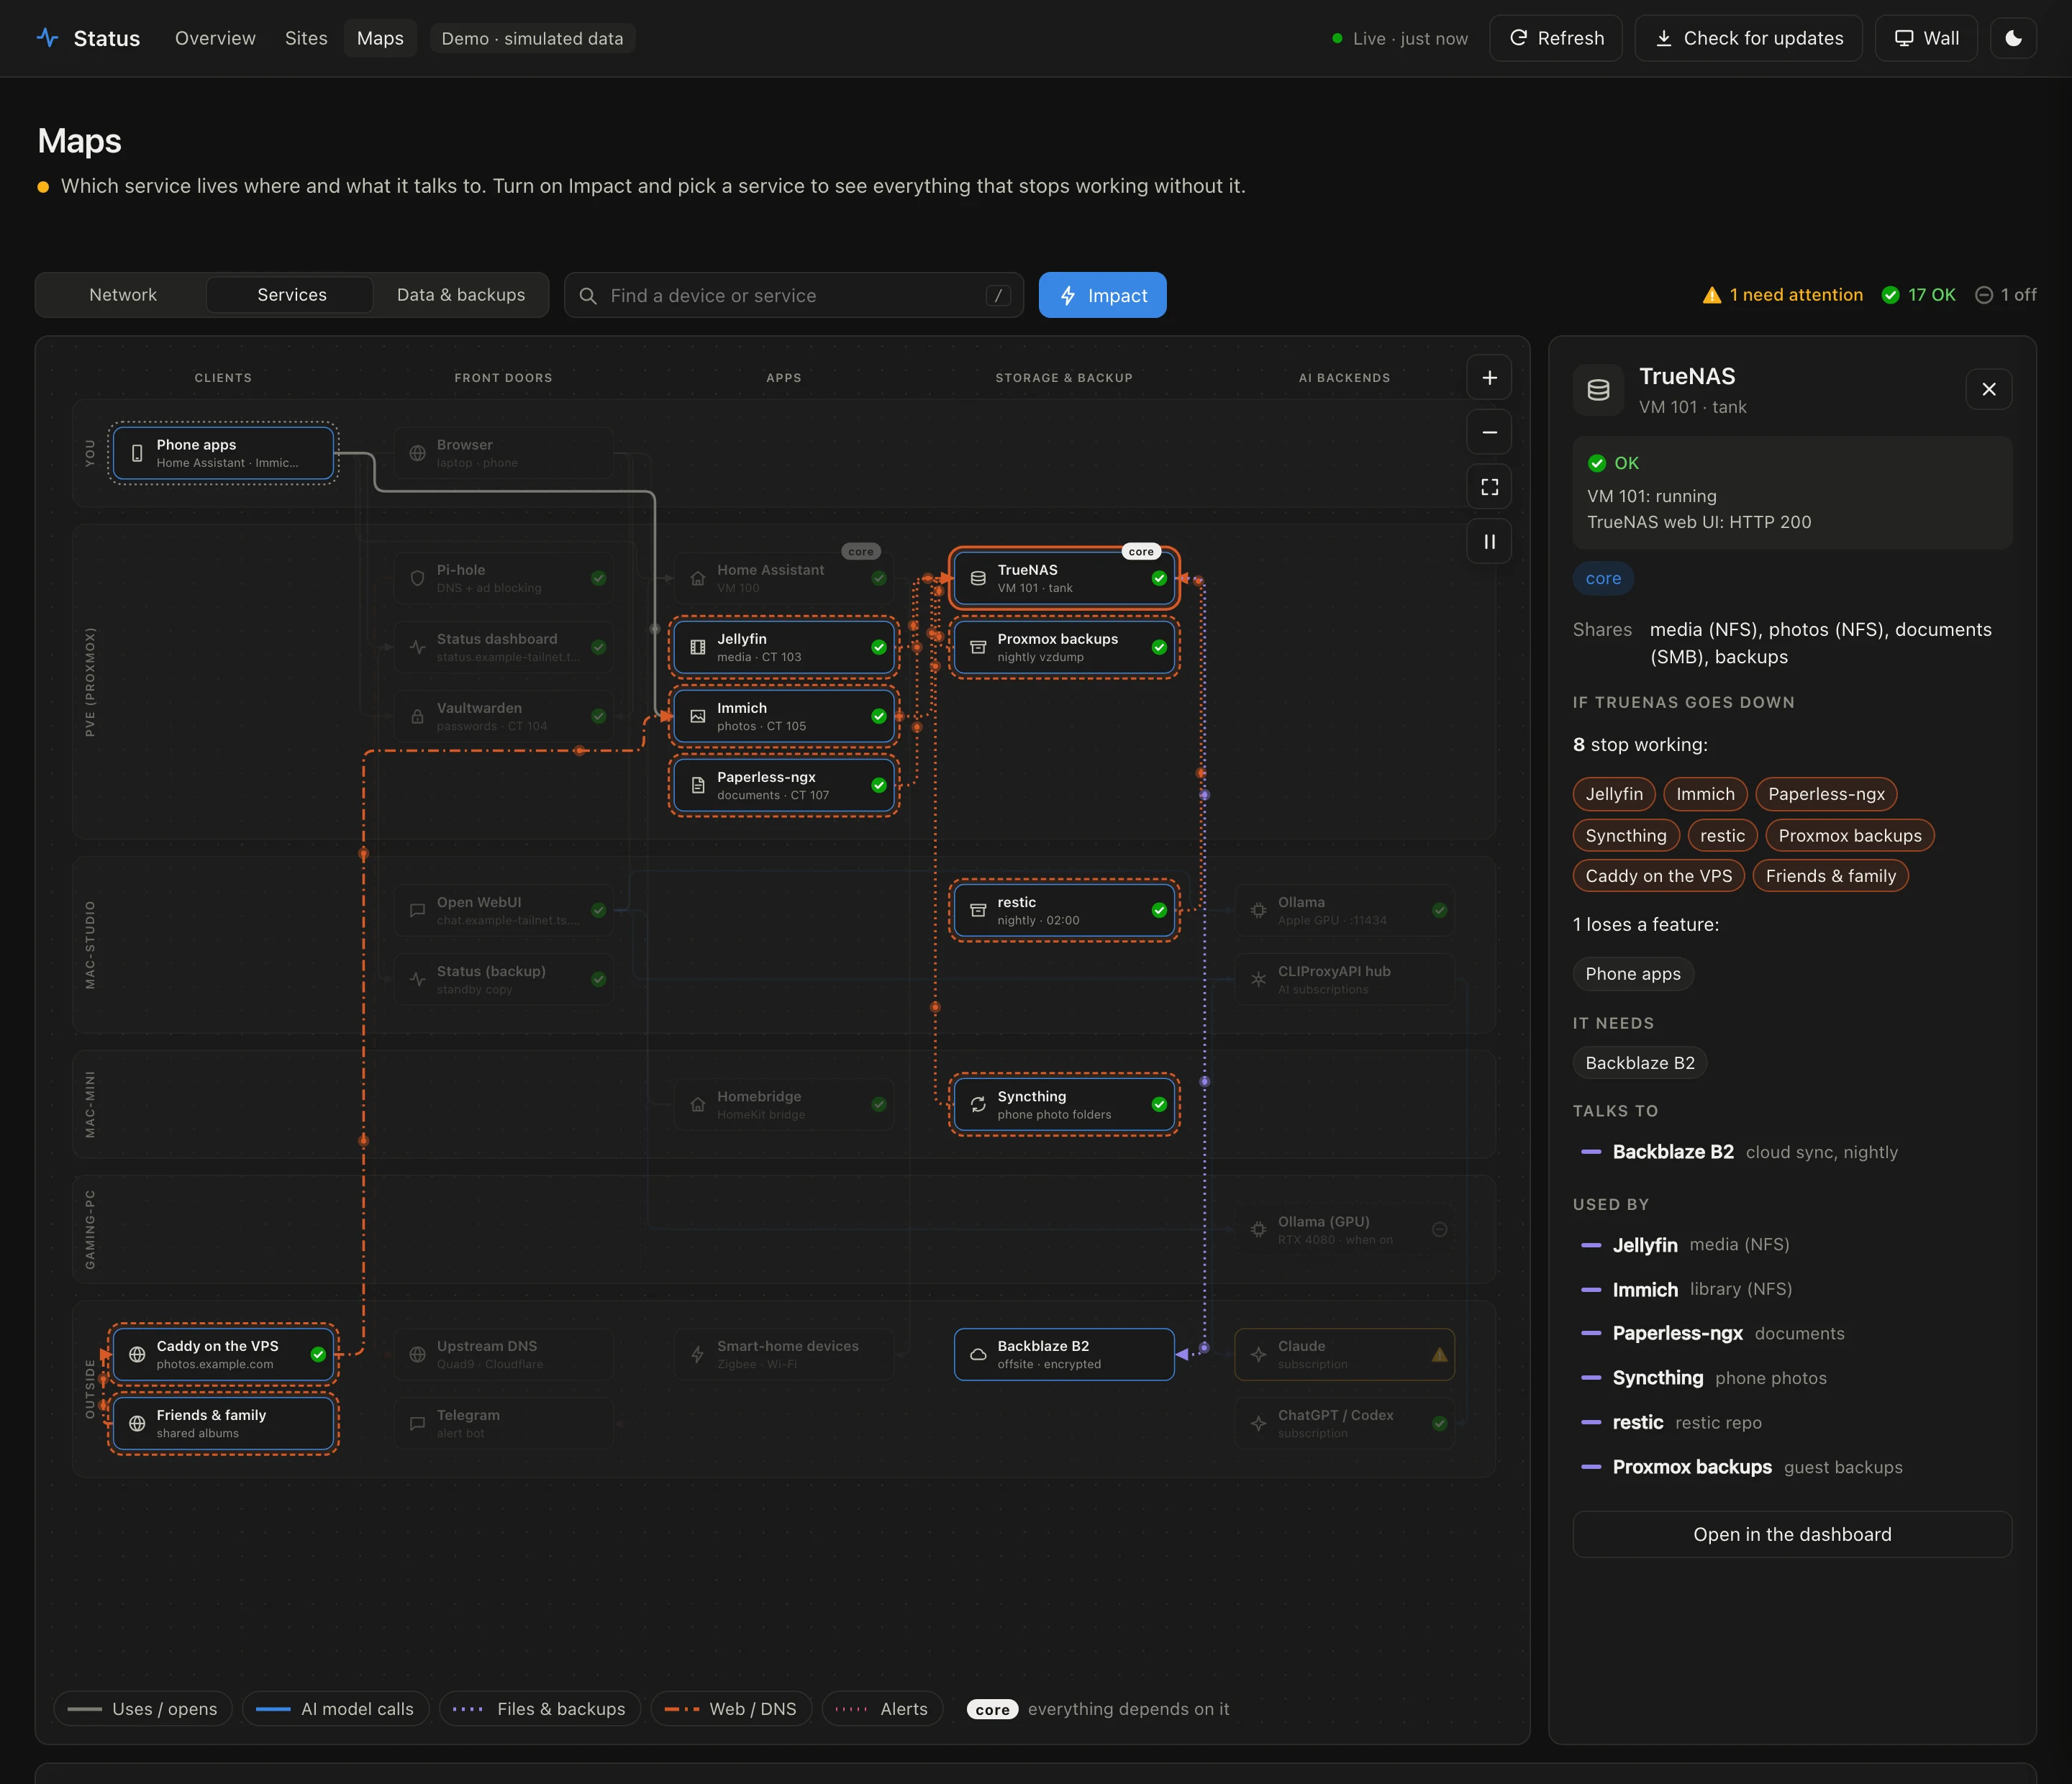 Status
Overview
Sites
Maps
Demo · simulated data
Live · just now
Refresh
Check for updates
Wall
Maps
Which service lives where and what it talks to. Turn on Impact and pick a service to see everything that stops working without it.
Network
Services
Data & backups
Find a device or service
/
Impact
1 need attention
17 OK
1 off
CLIENTS
FRONT DOORS
APPS
STORAGE & BACKUP
AI BACKENDS
YOU
Phone apps
Home Assistant · Immic...
Browser
laptop · phone
PVE (PROXMOX)
Pi-hole
DNS + ad blocking
core
Home Assistant
VM 100
core
TrueNAS
VM 101 · tank
Status dashboard
status.example-tailnet.t...
Jellyfin
media · CT 103
Proxmox backups
nightly vzdump
Vaultwarden
passwords · CT 104
Immich
photos · CT 105
Paperless-ngx
documents · CT 107
MAC-STUDIO
Open WebUI
chat.example-tailnet.ts....
restic
nightly · 02:00
Ollama
Apple GPU · :11434
Status (backup)
standby copy
CLIProxyAPI hub
AI subscriptions
MAC-MINI
Homebridge
HomeKit bridge
Syncthing
phone photo folders
GAMING-PC
Ollama (GPU)
RTX 4080 · when on
OUTSIDE
Caddy on the VPS
photos.example.com
Upstream DNS
Quad9 · Cloudflare
Smart-home devices
Zigbee · Wi-Fi
Backblaze B2
offsite · encrypted
Claude
subscription
Friends & family
shared albums
Telegram
alert bot
ChatGPT / Codex
subscription
Uses / opens
AI model calls
Files & backups
Web / DNS
Alerts
core
everything depends on it
TrueNAS
VM 101 · tank
OK
VM 101: running
TrueNAS web UI: HTTP 200
core
Shares media (NFS), photos (NFS), documents
(SMB), backups
IF TRUENAS GOES DOWN
8 stop working:
Jellyfin
Immich
Paperless-ngx
Syncthing
restic
Proxmox backups
Caddy on the VPS
Friends & family
1 loses a feature:
Phone apps
IT NEEDS
Backblaze B2
TALKS TO
Backblaze B2 cloud sync, nightly
USED BY
Jellyfin media (NFS)
Immich library (NFS)
Paperless-ngx documents
Syncthing phone photos
restic restic repo
Proxmox backups guest backups
Open in the dashboard